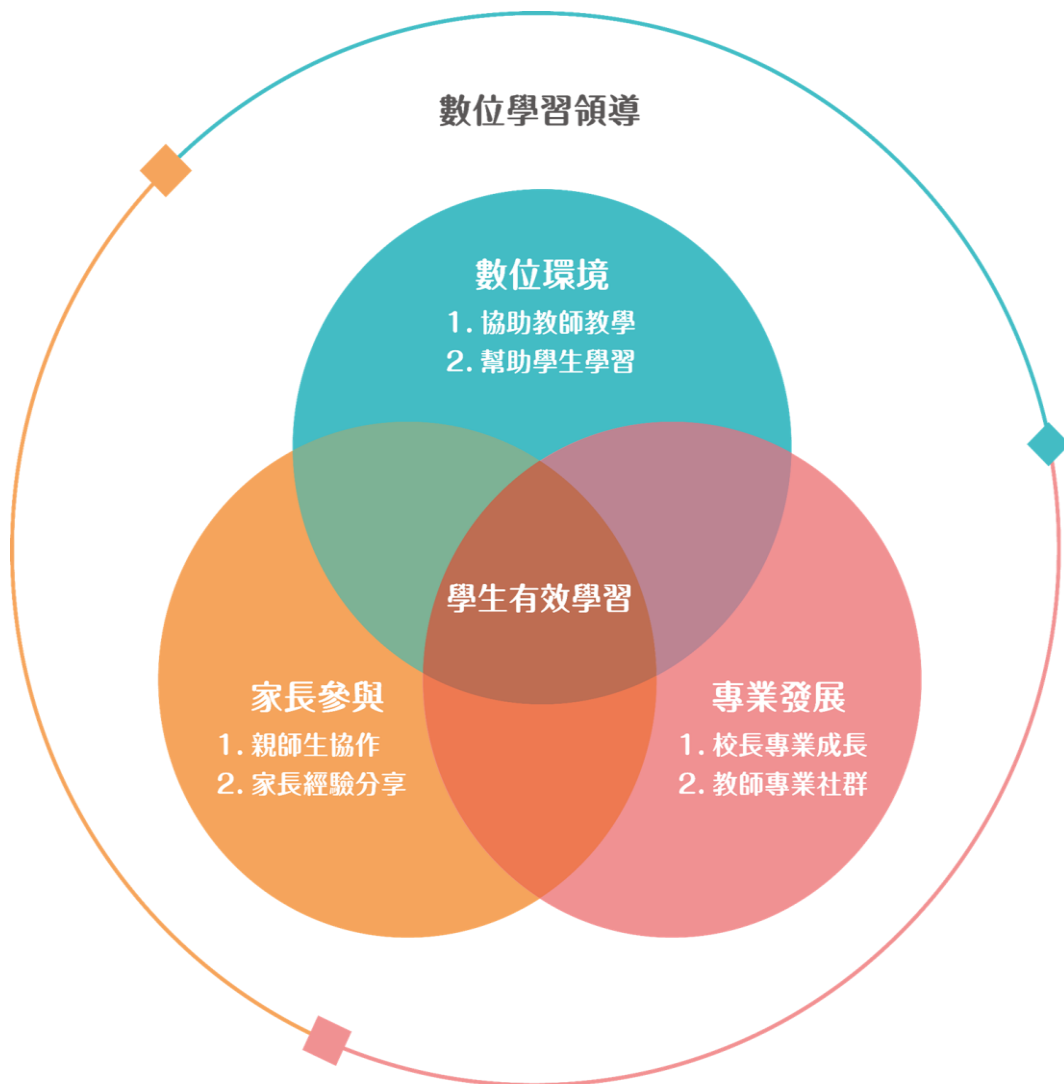 數位學習領導
數位環境
1. 協助教師教學
2. 幫助學生學習
學生有效學習
家長參與
1. 親師生協作
2. 家長經驗分享
專業發展
1. 校長專業成長
2. 教師專業社群